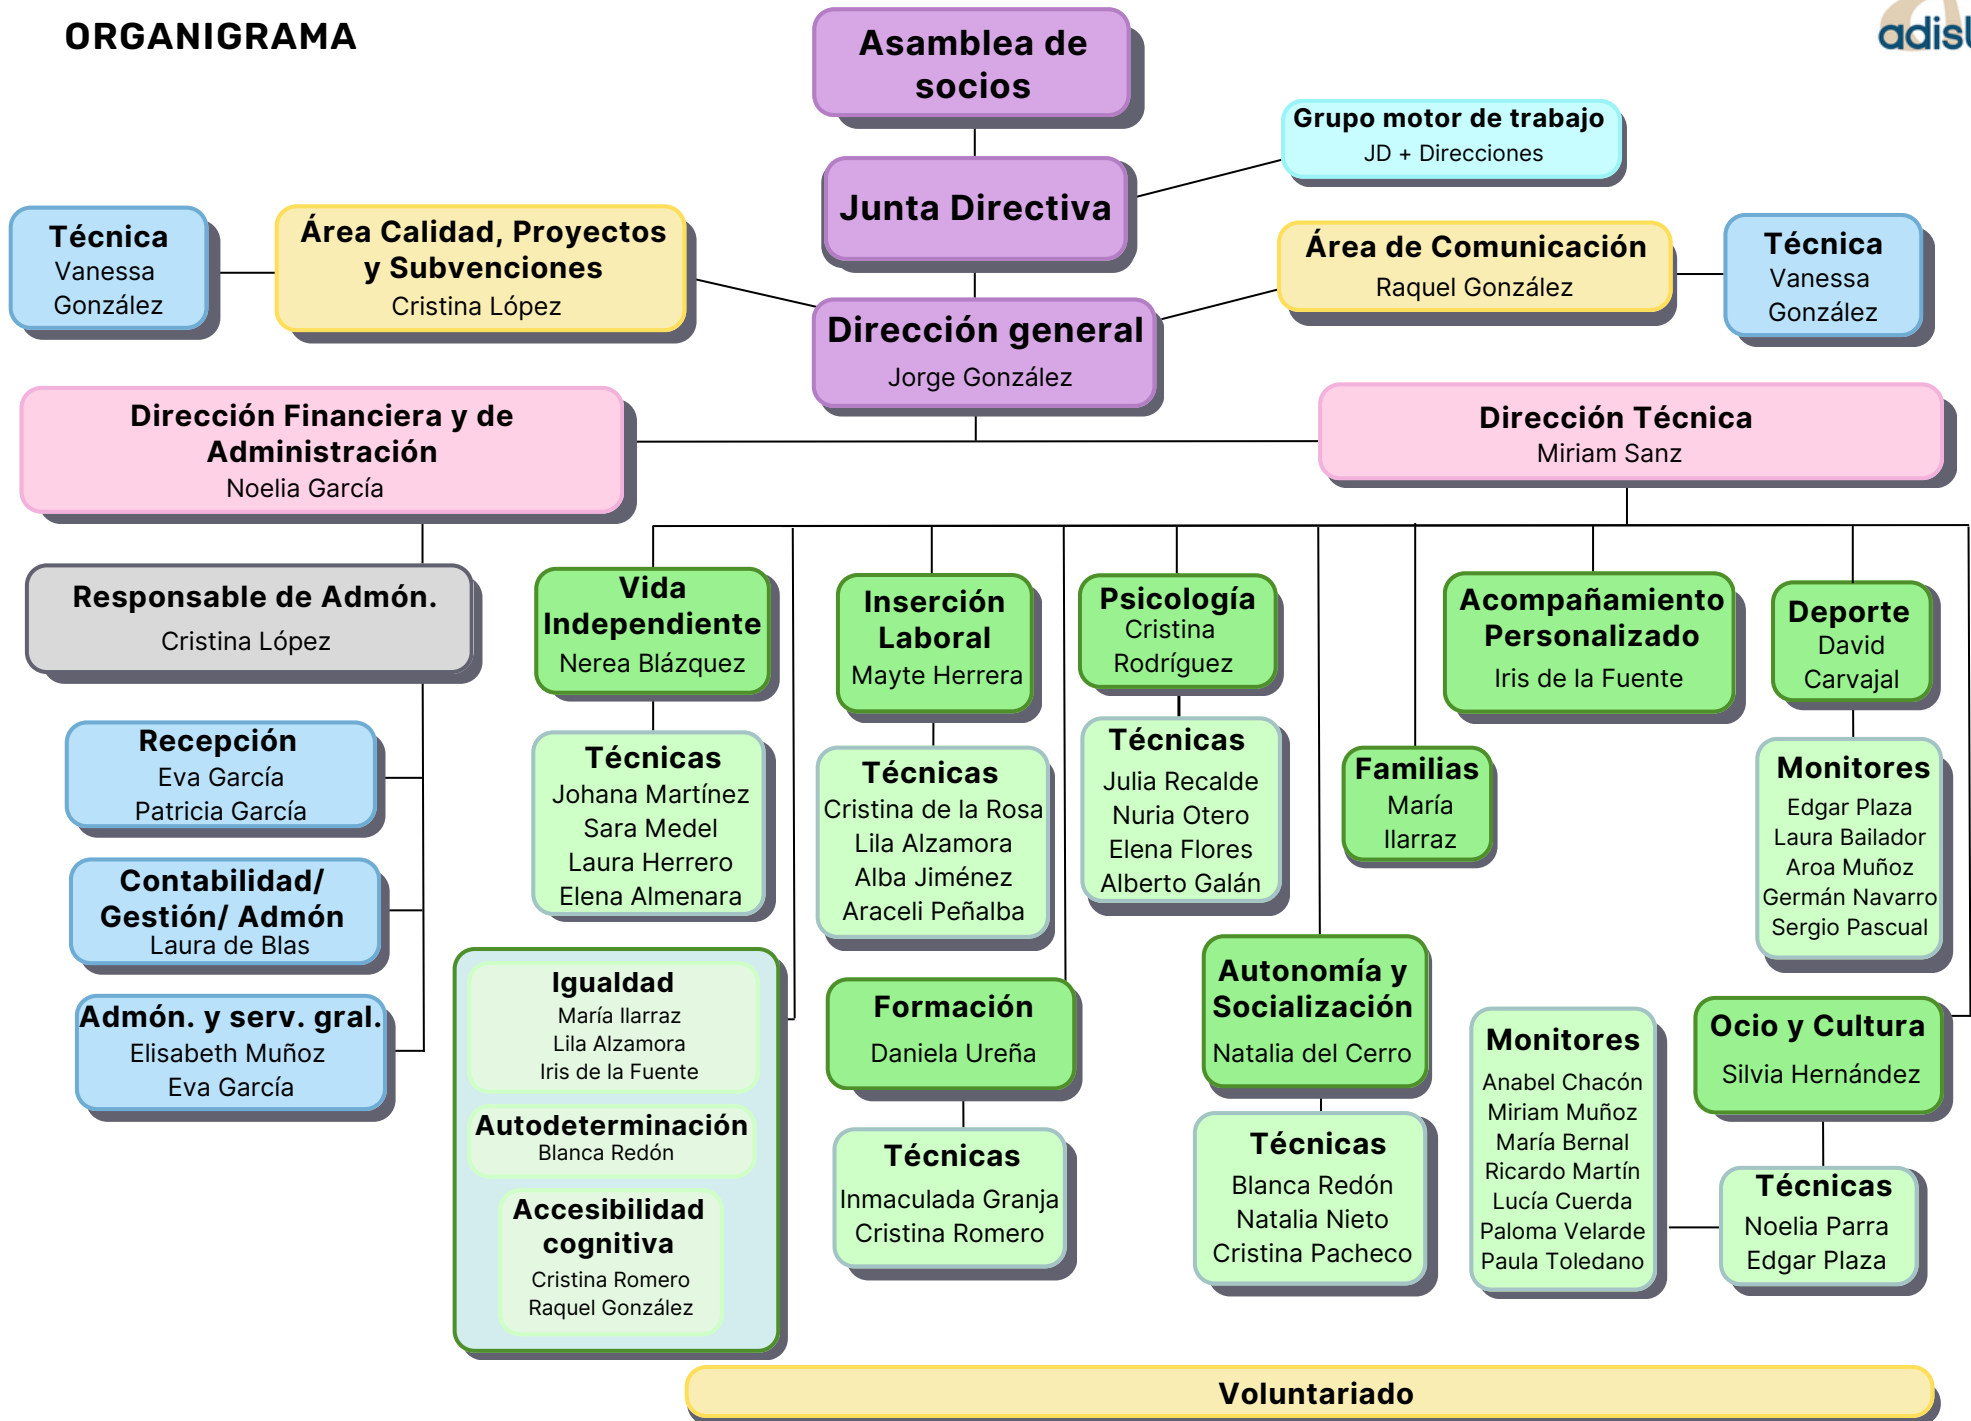 ORGANIGRAMA
Asamblea de
socios
Grupo motor de trabajo
JD + Direcciones
Junta Directiva
Técnica
Vanessa
González
Área Calidad, Proyectos
y Subvenciones
Cristina López
Área de Comunicación
Raquel González
Técnica
Vanessa
González
Dirección general
Jorge González
Dirección Financiera y de
Administración
Noelia García
Dirección Técnica
Miriam Sanz
Responsable de Admón.
Cristina López
Recepción
Eva García
Patricia García
Contabilidad/
Gestión/ Admón
Laura de Blas
Admón. y serv. gral.
Elisabeth Muñoz
Eva García
Vida
Independiente
Nerea Blázquez
Técnicas
Johana Martínez
Sara Medel
Laura Herrero
Elena Almenara
Igualdad
María Ilarraz
Lila Alzamora
Iris de la Fuente
Autodeterminación
Blanca Redón
Accesibilidad
cognitiva
Cristina Romero
Raquel González
Inserción
Laboral
Mayte Herrera
Técnicas
Cristina de la Rosa
Lila Alzamora
Alba Jiménez
Araceli Peñalba
Formación
Daniela Ureña
Técnicas
Inmaculada Granja
Cristina Romero
Psicología
Cristina
Rodríguez
Técnicas
Julia Recalde
Nuria Otero
Elena Flores
Alberto Galán
Autonomía y
Socialización
Natalia del Cerro
Técnicas
Blanca Redón
Natalia Nieto
Cristina Pacheco
Familias
María
Ilarraz
Acompañamiento
Personalizado
Iris de la Fuente
Deporte
David
Carvajal
Monitores
Edgar Plaza
Laura Bailador
Aroa Muñoz
Germán Navarro
Sergio Pascual
Ocio y Cultura
Silvia Hernández
Técnicas
Noelia Parra
Edgar Plaza
Monitores
Anabel Chacón
Miriam Muñoz
María Bernal
Ricardo Martín
Lucía Cuerda
Paloma Velarde
Paula Toledano
Voluntariado